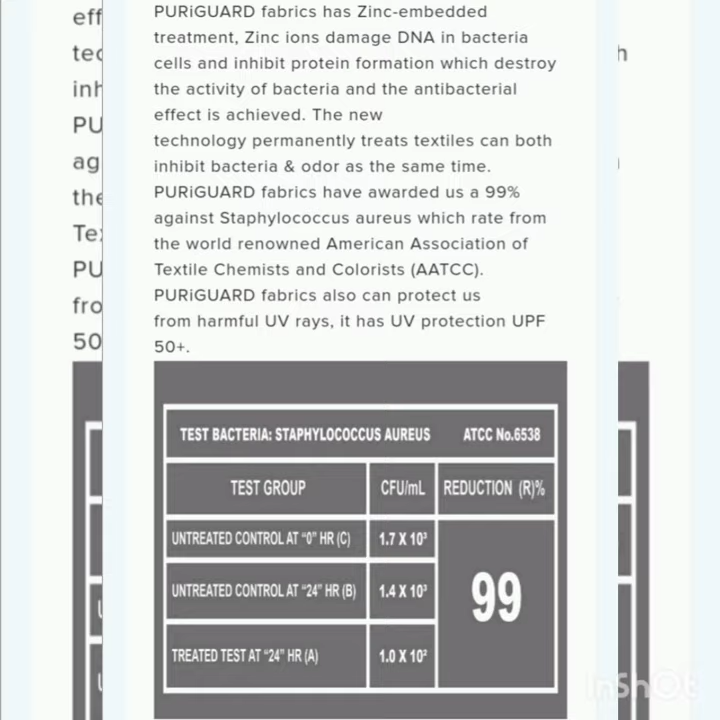 PURiGUARD fabrics has Zinc-embedded
treatment, Zinc ions damage DNA in bacteria
cells and inhibit protein formation which destroy
the activity of bacteria and the antibacterial
effect is achieved. The new
technology permanently treats textiles can both
inhibit bacteria & odor as the same time.
PURiGUARD fabrics have awarded us a 99%
against Staphylococcus aureus which rate from
the world renowned American Association of
Textile Chemists and Colorists (AATCC).
PURiGUARD fabrics also can protect us
from harmful UV rays, it has UV protection UPF
50+.
TEST BACTERIA: STAPHYLOCOCCUS AUREUS ATCC No.6538
TEST GROUP CFU/mL REDUCTION (R)%
UNTREATED CONTROL AT "0" HR (C) 1.7 X 10³
UNTREATED CONTROL AT "24" HR (B) 1.4 X 10³
99
TREATED TEST AT "24" HR (A) 1.0 X 10²
InShOt